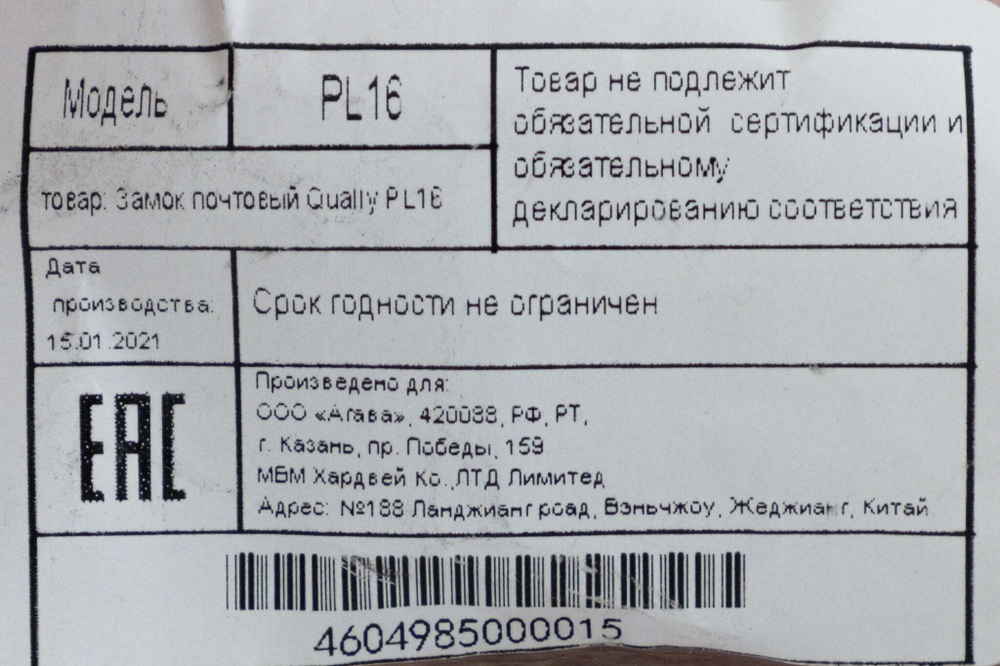 Модель
PL16
Товар не подлежит
обязательной сертификации и
обязательному
декларированию соответствия
товар: Замок почтовый Qually PL16
Дата
производства:
15.01.2021
Срок годности не ограничен
EAC
Произведено для:
ООО «Агава», 420088, РФ, РТ,
г. Казань, пр. Победы, 159
МВМ Хардвей Ко.,ЛТД Лимитед
Адрес: №188 Ланджианг роад, Вэньчжоу, Жеджианг, Китай
4604985000015